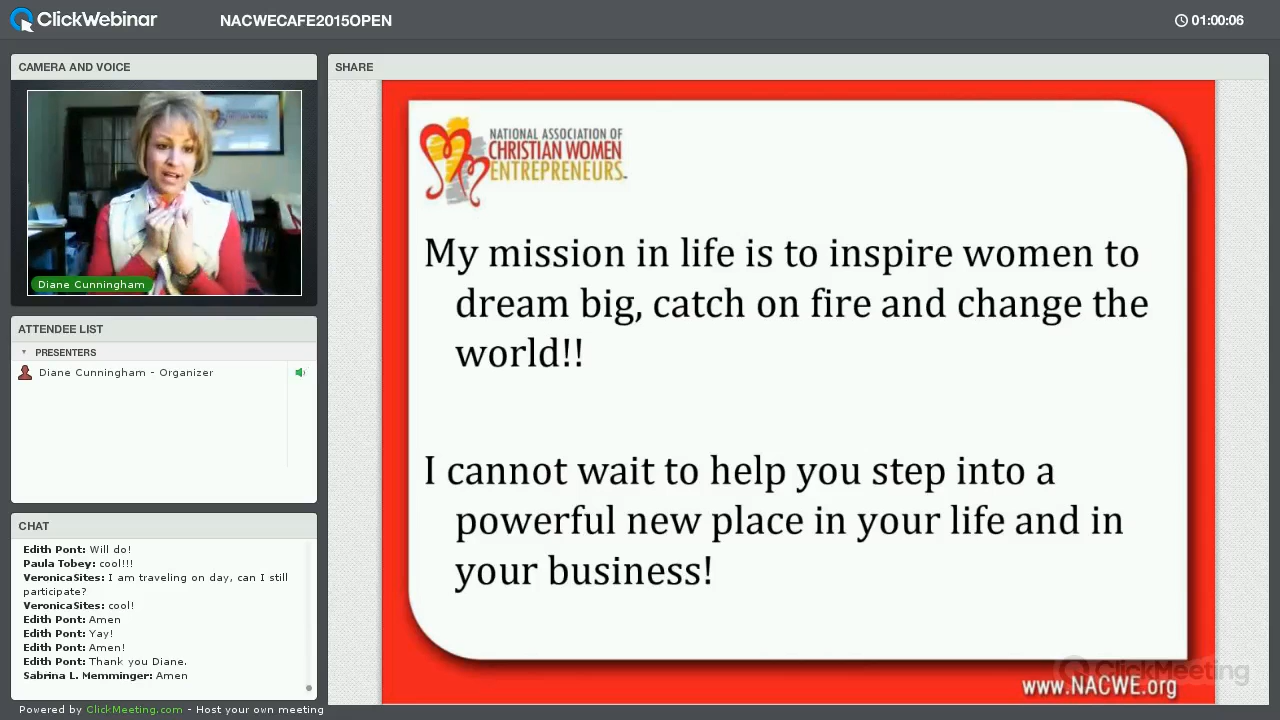 ClickWebinar
NACWECAFE2015OPEN
01:00:06
CAMERA AND VOICE
Diane Cunningham
ATTENDEE LIST
PRESENTERS
Diane Cunningham - Organizer
CHAT
Edith Pont: Will do!
Paula Tobey: cool!!!
Veronica Sites: I am traveling on day, can I still
participate?
Veronica Sites: cool!
Edith Pont: Amen
Edith Pont: Yay!
Edith Pont:
Edith Pont: Thank you Diane.
Sabrina Amen
Powered by ClickMeeting.com - Host your own meeting
SHARE
NATIONAL ASSOCIATION OF
CHRISTIAN WOMEN
ENTREPRENEURS
My mission in life is to inspire women to
dream big, catch on fire and change the
world!!
I cannot wait to help you step into a
powerful new place in your life and in
your business!
ClickMeeting
www.NACWE.org